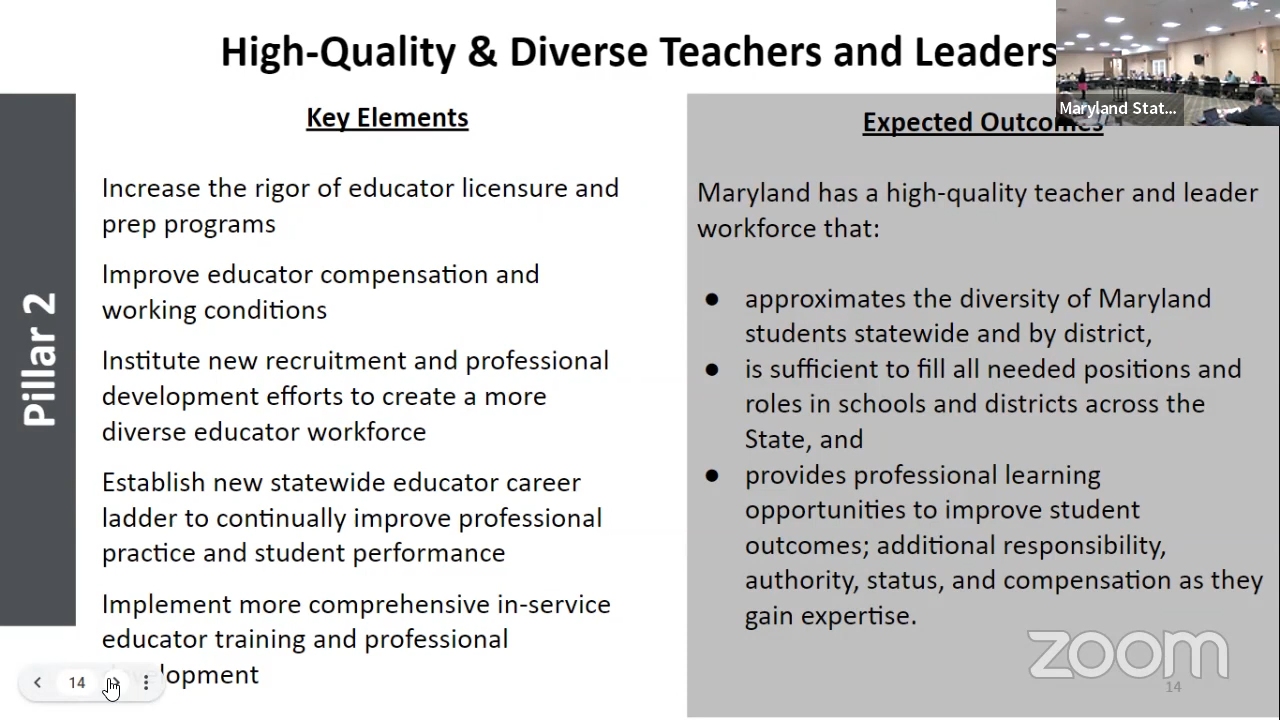 High-Quality & Diverse Teachers and Leaders
Maryland Stat...
Pillar 2
Key Elements
Increase the rigor of educator licensure and
prep programs
Improve educator compensation and
working conditions
Institute new recruitment and professional
development efforts to create a more
diverse educator workforce
Establish new statewide educator career
ladder to continually improve professional
practice and student performance
Implement more comprehensive in-service
educator training and professional
lopment
14
Expected Outcomes
Maryland has a high-quality teacher and leader
workforce that:
● approximates the diversity of Maryland
students statewide and by district,
● is sufficient to fill all needed positions and
roles in schools and districts across the
State, and
● provides professional learning
opportunities to improve student
outcomes; additional responsibility,
authority, status, and compensation as they
gain expertise.
zoom
14